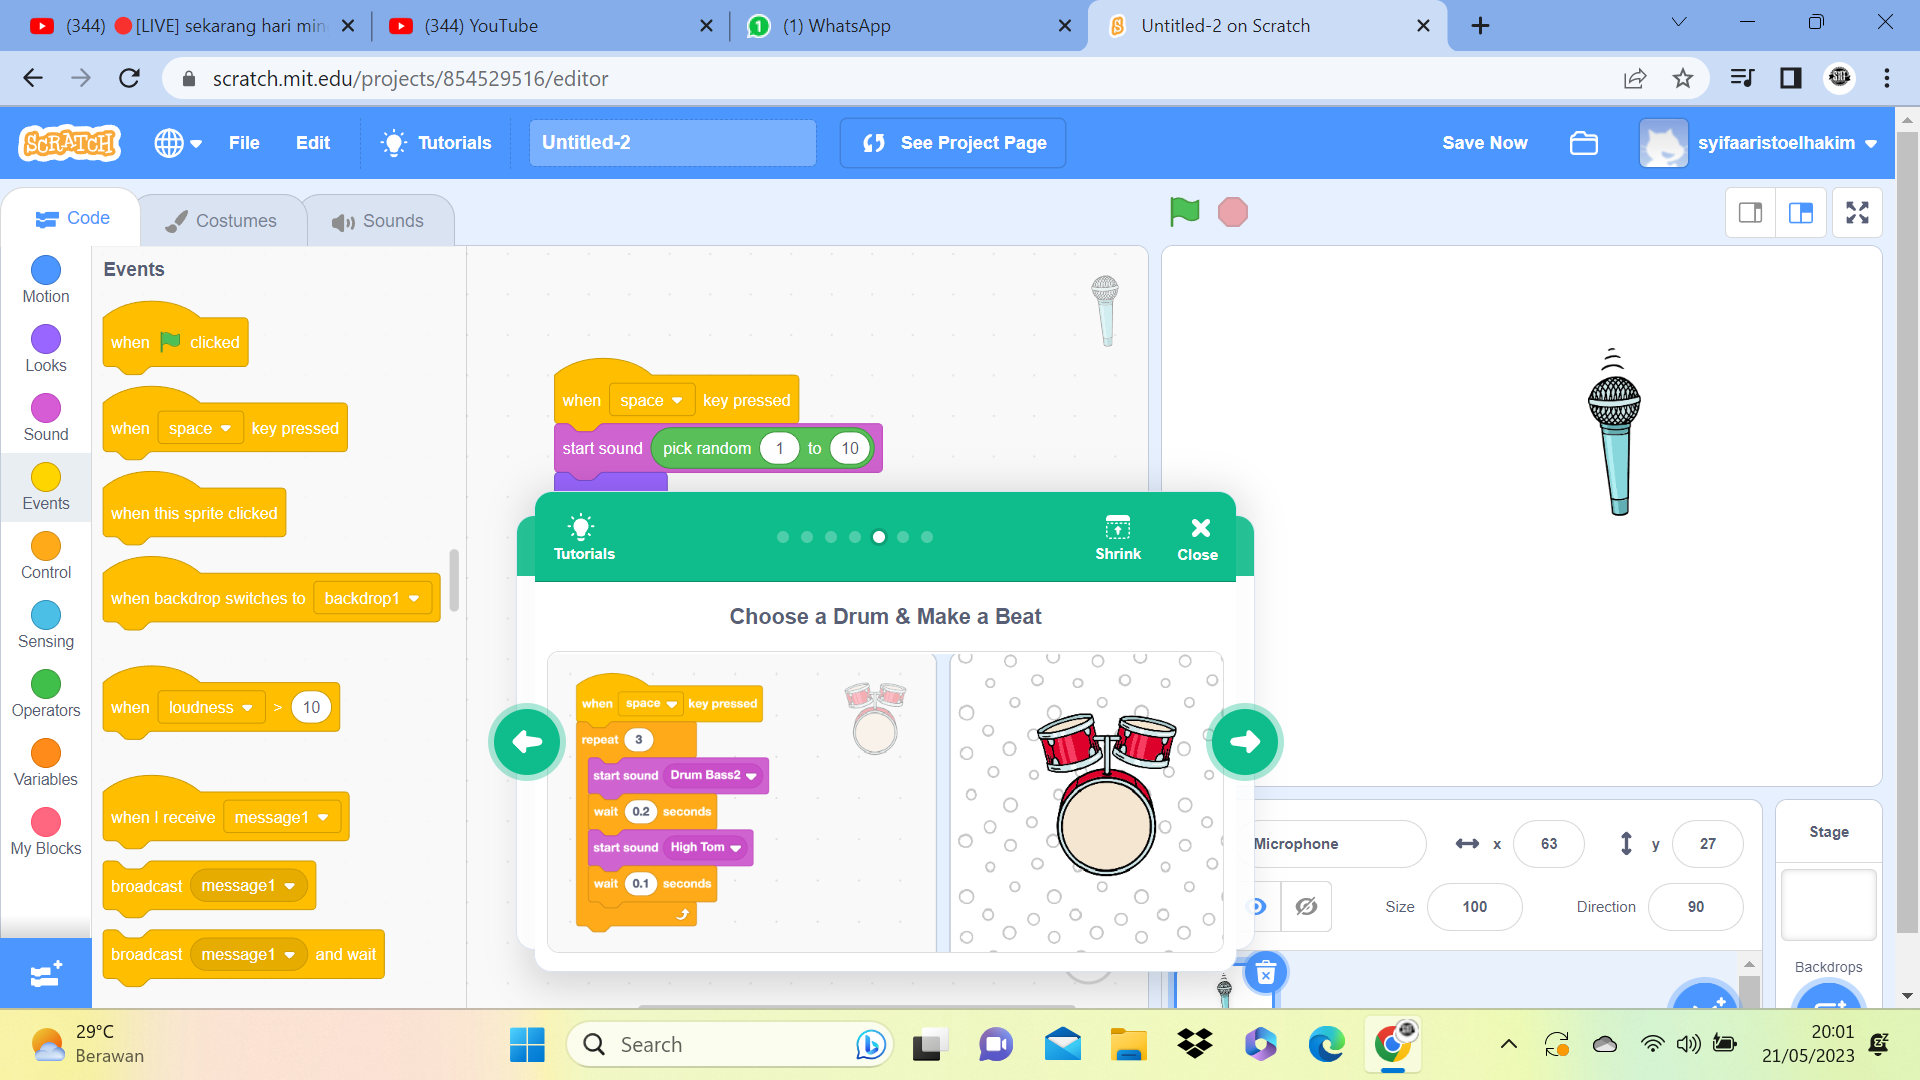 (344) 🔴[LIVE] sekarang hari min
(344) YouTube
(1) WhatsApp
Untitled-2 on Scratch
scratch.mit.edu/projects/854529516/editor
SCRATCH
File
Edit
Tutorials
Untitled-2
See Project Page
Save Now
syifaaristoelhakim
Code
Costumes
Sounds
Motion
Looks
Sound
Events
Control
Sensing
Operators
Variables
My Blocks
Events
when clicked
when space key pressed
when this sprite clicked
when backdrop switches to backdrop1
when loudness > 10
when I receive message1
broadcast message1
broadcast message1 and wait
when space key pressed
start sound pick random 1 to 10
Tutorials
Shrink
Close
Choose a Drum & Make a Beat
when space key pressed
repeat 3
start sound Drum Bass2
wait 0.2 seconds
start sound High Tom
wait 0.1 seconds
Microphone
x 63
y 27
Size 100
Direction 90
Stage
Backdrops
29°C
Berawan
Search
20:01
21/05/2023